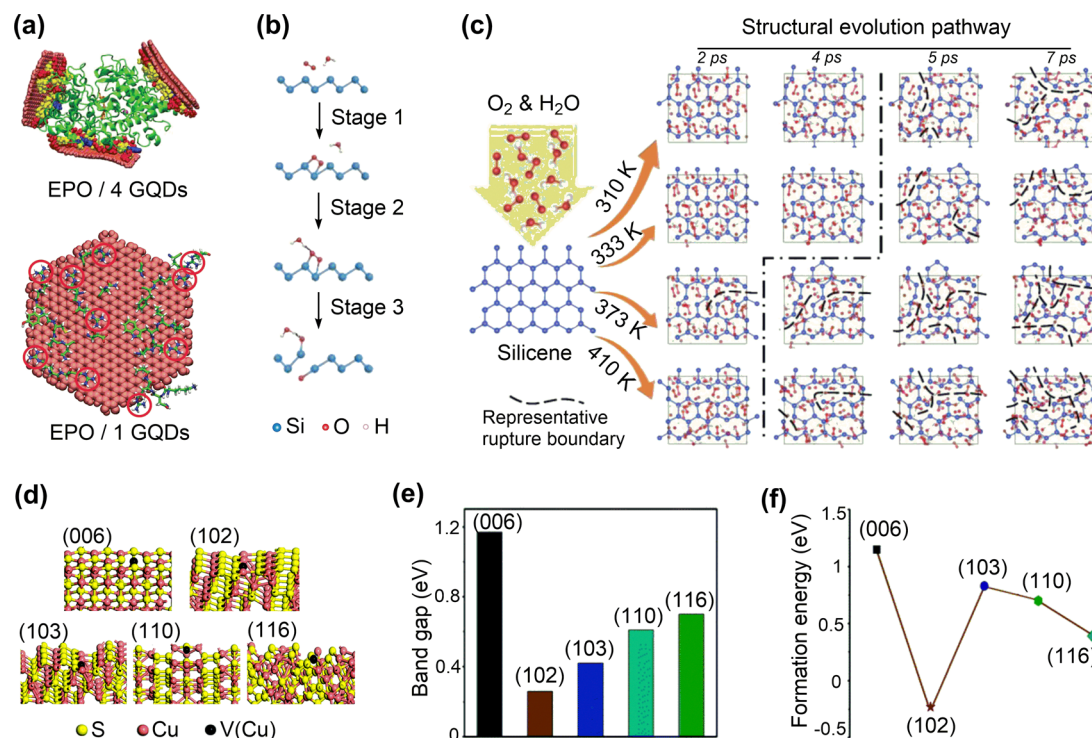 (a)
EPO / 4 GQDs
EPO / 1 GQDs
(b)
Stage 1
Stage 2
Stage 3
Si O H
(c)
Structural evolution pathway
2 ps 4 ps 5 ps 7 ps
O₂ & H₂O
310 K
333 K
373 K
410 K
Silicene
Representative
rupture boundary
(d)
(006) (102)
(103) (110) (116)
S Cu V(Cu)
(e)
Band gap (eV)
1.2
0.8
0.4
0
(006)
(102)
(103)
(110)
(116)
(f)
Formation energy (eV)
1.5
1
0.5
0
-0.5
(006)
(102)
(103)
(110)
(116)